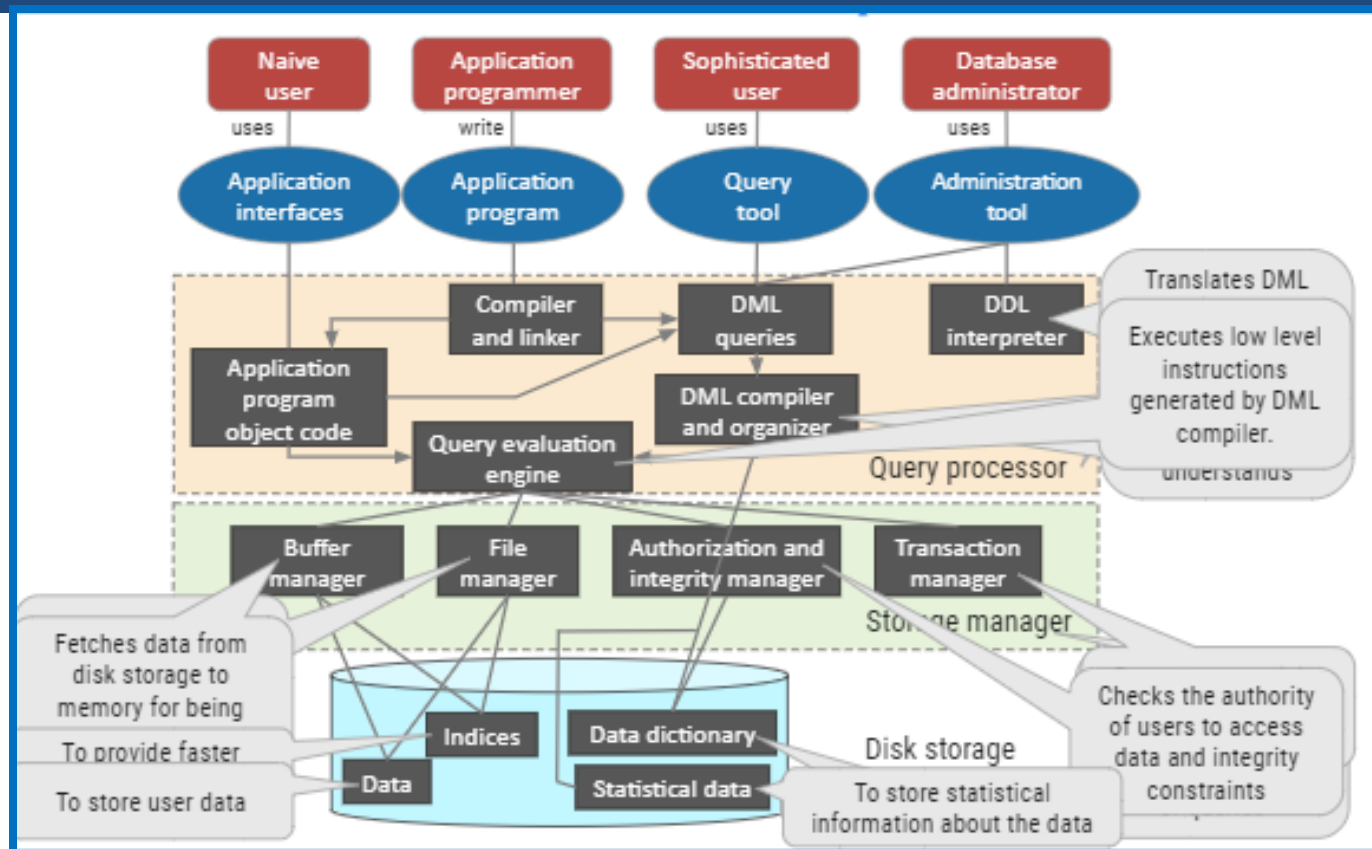 Naive
user
Application
programmer
Sophisticated
user
Database
administrator
uses
write
uses
uses
Application
interfaces
Application
program
Query
tool
Administration
tool
Compiler
and linker
DML
queries
DDL
interpreter
Application
program
object code
DML compiler
and organizer
Query evaluation
engine
Query processor
Translates DML
Executes low level
instructions
generated by DML
compiler.
understands
Buffer
manager
File
manager
Authorization and
integrity manager
Transaction
manager
Storage manager
Fetches data from
disk storage to
memory for being
To provide faster
To store user data
Indices
Data
Data dictionary
Statistical data
Disk storage
Checks the authority
of users to access
data and integrity
constraints
To store statistical
information about the data